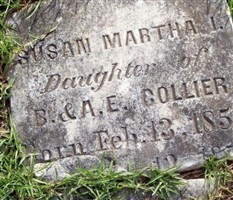 SUSAN MARTHA I.
Daughter of
B. & A. E. COLLIER
Born Feb. 13. 185